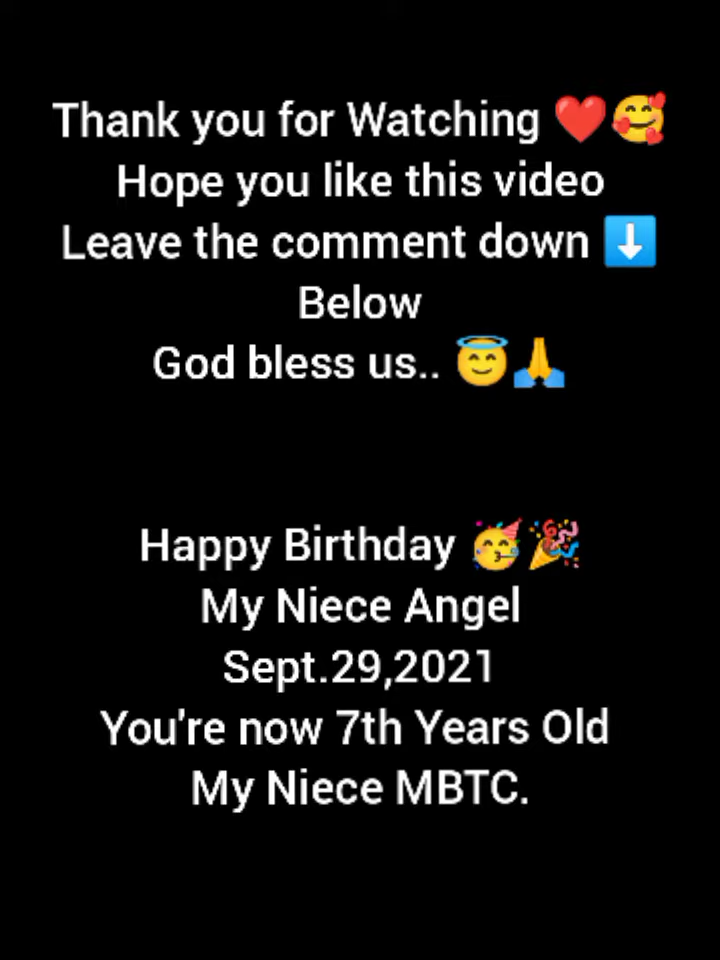 Thank you for Watching ❤️🥰
Hope you like this video
Leave the comment down ⬇️
Below
God bless us.. 😇🙏
Happy Birthday 🥳🎉
My Niece Angel
Sept.29,2021
You're now 7th Years Old
My Niece MBTC.